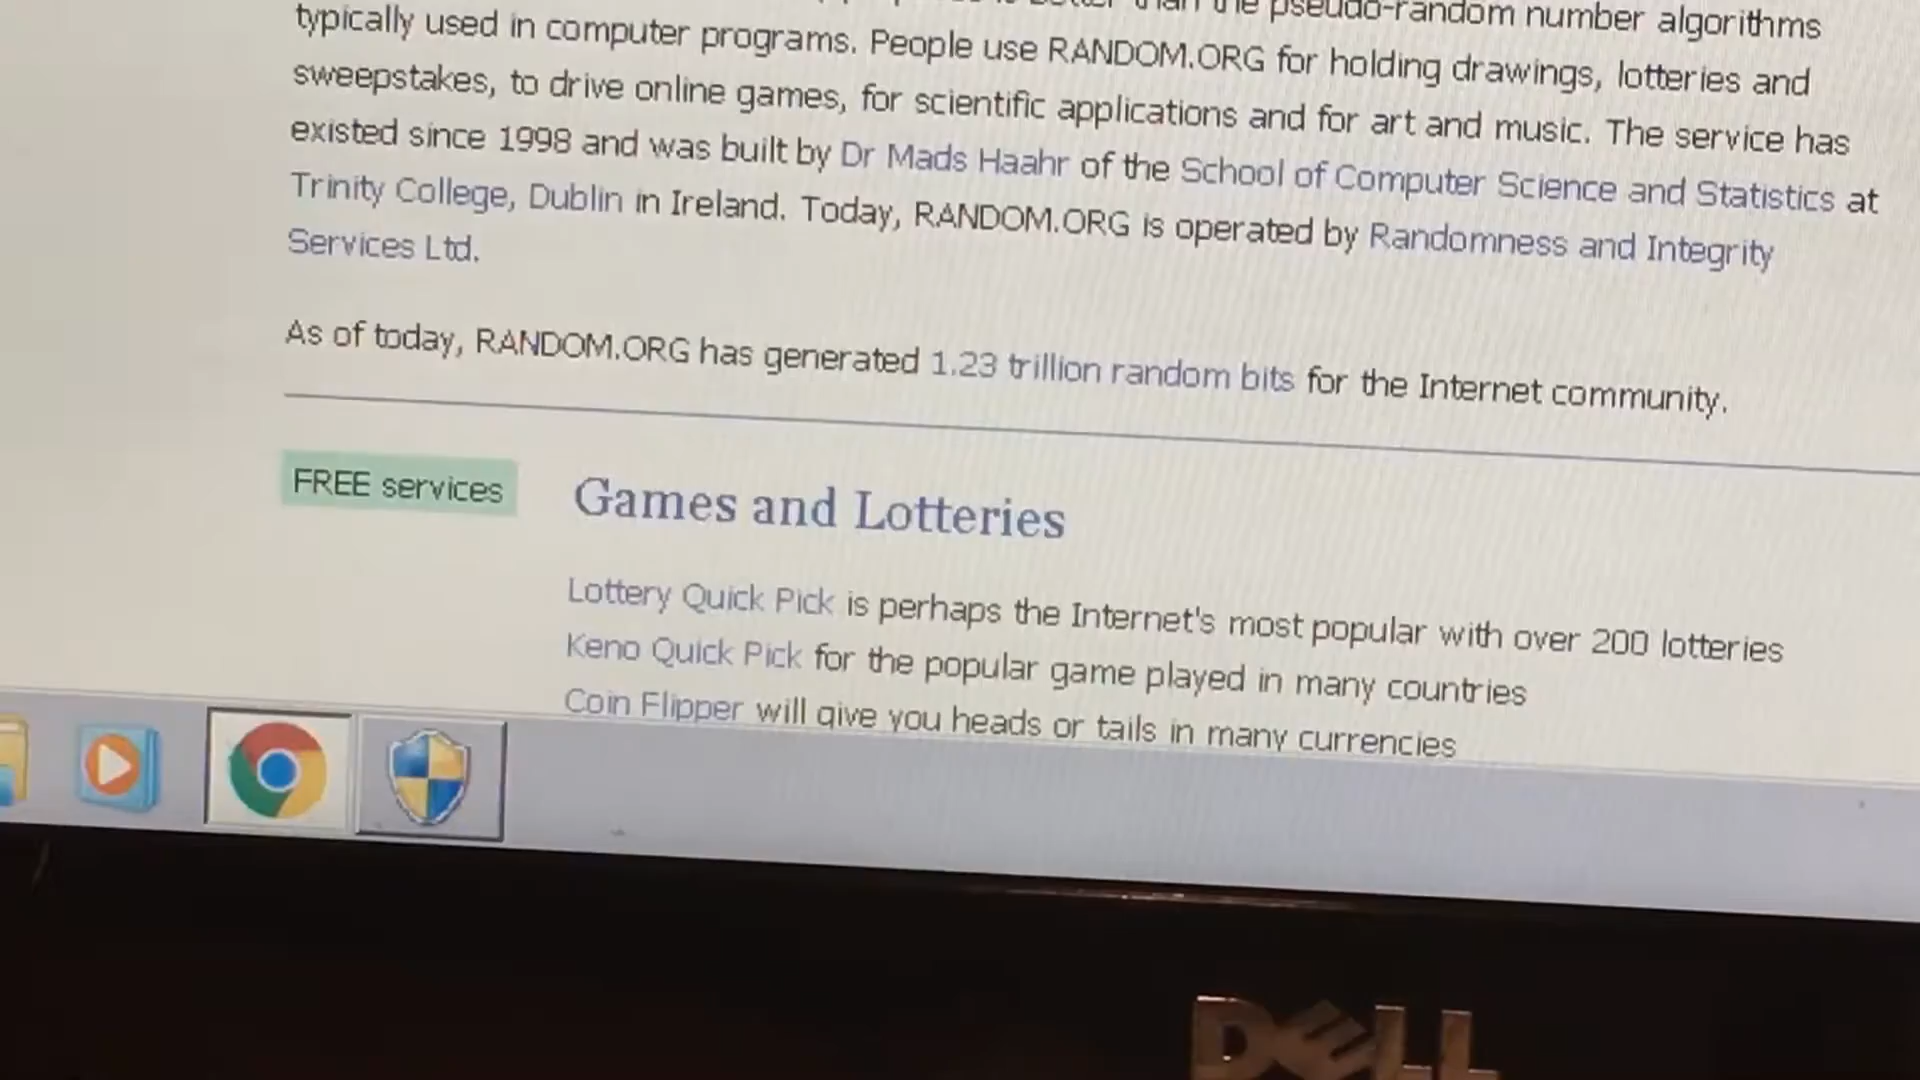 than the pseudo-random number algorithms
typically used in computer programs. People use RANDOM.ORG for holding drawings, lotteries and
sweepstakes, to drive online games, for scientific applications and for art and music. The service has
existed since 1998 and was built by Dr Mads Haahr of the School of Computer Science and Statistics at
Trinity College, Dublin in Ireland. Today, RANDOM.ORG is operated by Randomness and Integrity
Services Ltd.
As of today, RANDOM.ORG has generated 1.23 trillion random bits for the Internet community.
FREE services
Games and Lotteries
Lottery Quick Pick is perhaps the Internet's most popular with over 200 lotteries
Keno Quick Pick for the popular game played in many countries
Coin Flipper will give you heads or tails in many currencies
DELL